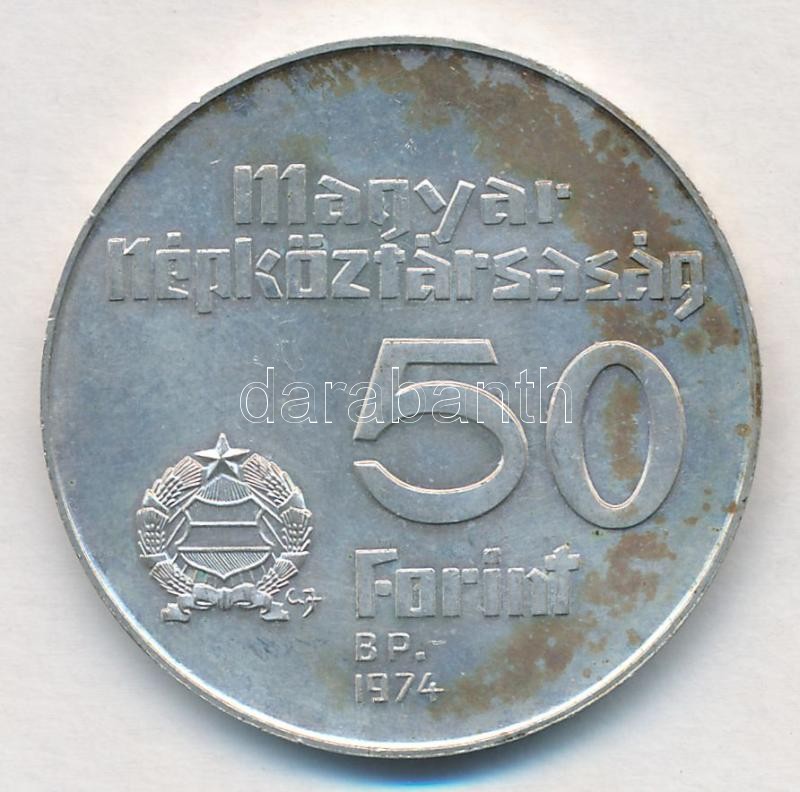 Magyar
Népköztársaság
50
darabanth
Forint
BP.-
1974